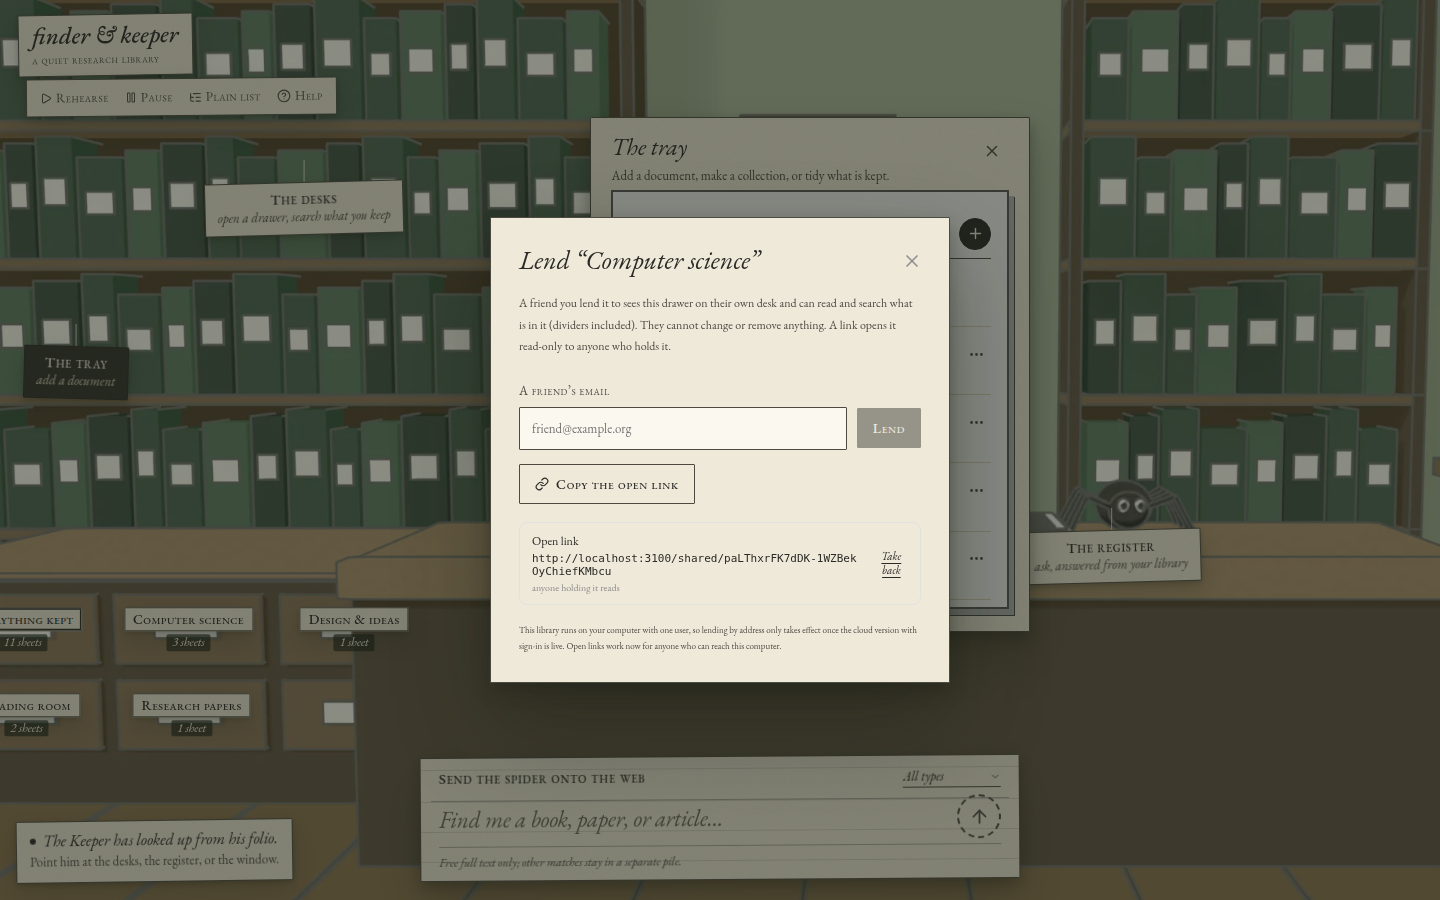 finder & keeper
A QUIET RESEARCH LIBRARY
Rehearse Pause Plain list Help
The desks
open a drawer, search what you keep
The tray
add a document
The tray
Add a document, make a collection, or tidy what is kept.
Lend “Computer science”
A friend you lend it to sees this drawer on their own desk and can read and search what
is in it (dividers included). They cannot change or remove anything. A link opens it
read-only to anyone who holds it.
A friend’s email
friend@example.org
Lend
Copy the open link
Open link
http://localhost:3100/shared/paLThxrFK7dDK-1WZBek
OyChiefKMbcu
anyone holding it reads
Take
back
This library runs on your computer with one user, so lending by address only takes effect once the cloud version with
sign-in is live. Open links work now for anyone who can reach this computer.
The register
ask, answered from your library
ything kept
11 sheets
Computer science
3 sheets
Design & ideas
1 sheet
ading room
2 sheets
Research papers
1 sheet
Send the spider onto the web
All types
Find me a book, paper, or article...
Free full text only; other matches stay in a separate pile.
The Keeper has looked up from his folio.
Point him at the desks, the register, or the window.